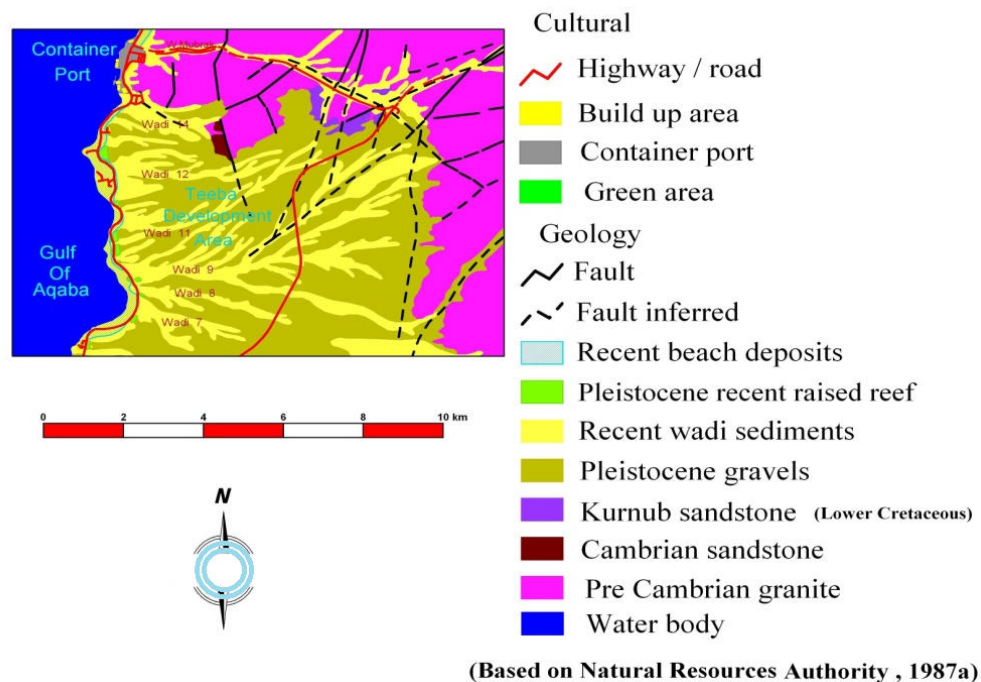 Container
Port
W.Mubrak
Wadi 14
Wadi 12
Teeba
Development
Area
Wadi 11
Gulf
Of
Aqaba
Wadi 9
Wadi 8
Wadi 7
0 2 4 6 8 10 km
N
Cultural
Highway / road
Build up area
Container port
Green area
Geology
Fault
Fault inferred
Recent beach deposits
Pleistocene recent raised reef
Recent wadi sediments
Pleistocene gravels
Kurnub sandstone (Lower Cretaceous)
Cambrian sandstone
Pre Cambrian granite
Water body
(Based on Natural Resources Authority , 1987a)